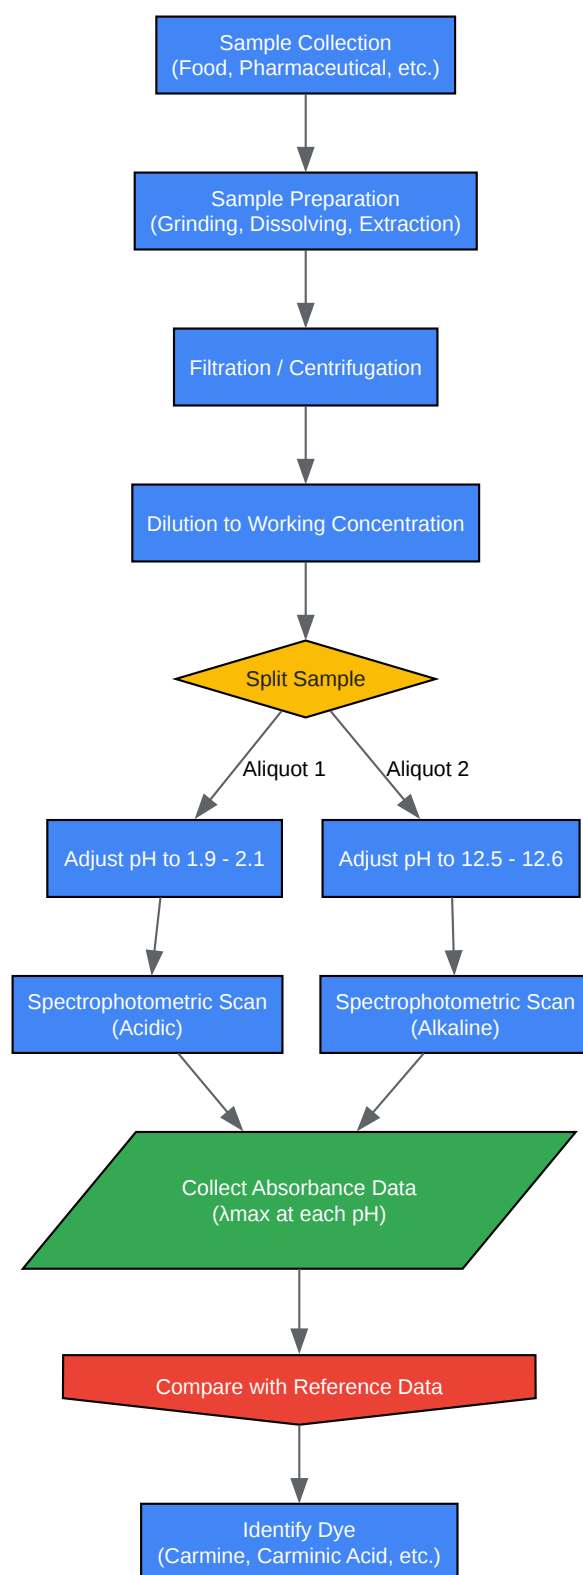 Sample Collection
(Food, Pharmaceutical, etc.)
Sample Preparation
(Grinding, Dissolving, Extraction)
Filtration / Centrifugation
Dilution to Working Concentration
Split Sample
Aliquot 1
Aliquot 2
Adjust pH to 1.9 - 2.1
Adjust pH to 12.5 - 12.6
Spectrophotometric Scan
(Acidic)
Spectrophotometric Scan
(Alkaline)
Collect Absorbance Data
(λmax at each pH)
Compare with Reference Data
Identify Dye
(Carmine, Carminic Acid, etc.)